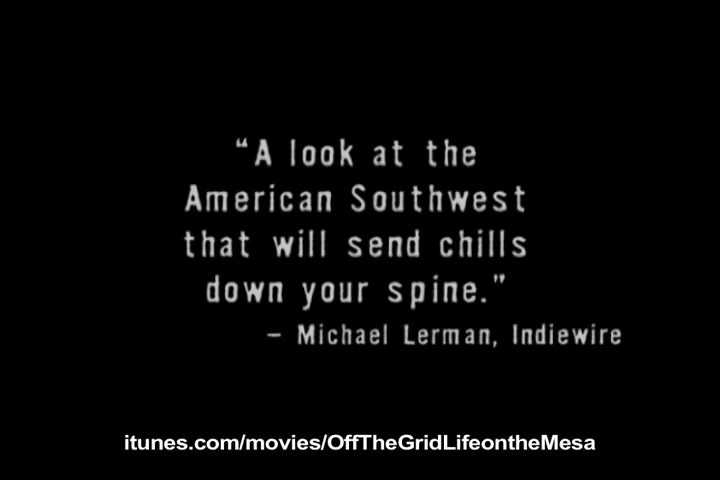 “A look at the
American Southwest
that will send chills
down your spine.”
– Michael Lerman, Indiewire
itunes.com/movies/OffTheGridLifeontheMesa